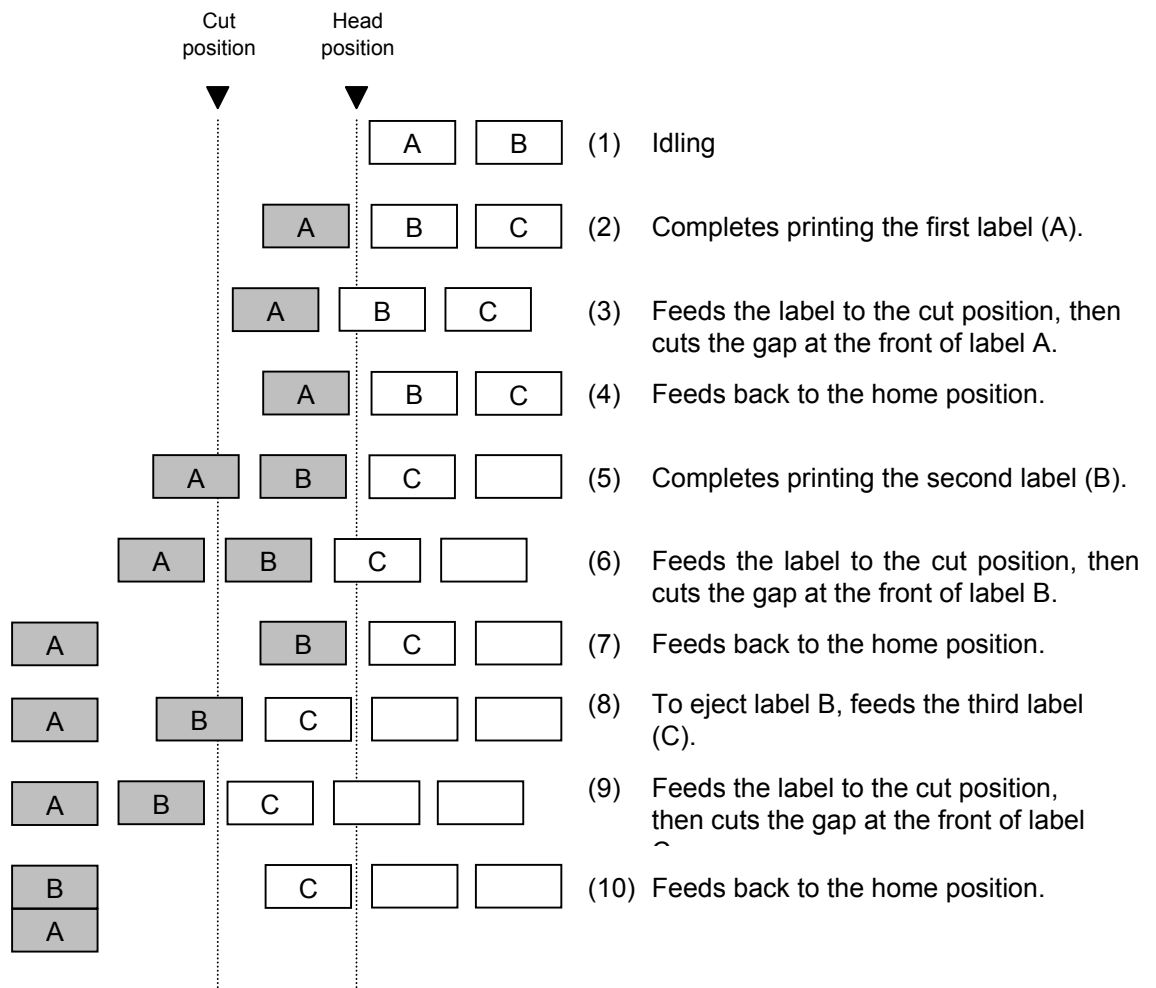 Cut
position
Head
position
A B (1) Idling
A B C (2) Completes printing the first label (A).
A B C (3) Feeds the label to the cut position, then
cuts the gap at the front of label A.
A B C (4) Feeds back to the home position.
A B C (5) Completes printing the second label (B).
A B C (6) Feeds the label to the cut position, then
cuts the gap at the front of label B.
A B C (7) Feeds back to the home position.
A B C (8) To eject label B, feeds the third label
(C).
A B C (9) Feeds the label to the cut position,
then cuts the gap at the front of label
B C (10) Feeds back to the home position.
A